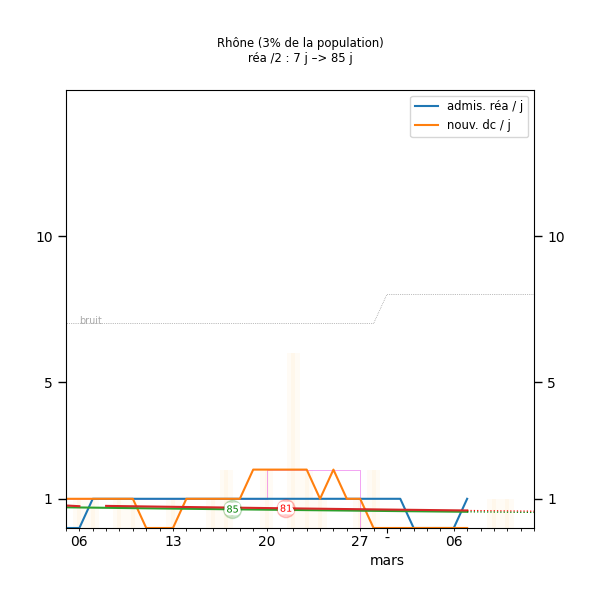 Rhône (3% de la population)
réa /2 : 7 j –> 85 j
admis. réa / j
nouv. dc / j
10 10
bruit
5 5
1 1
85 81
06 13 20 27 - 06
mars